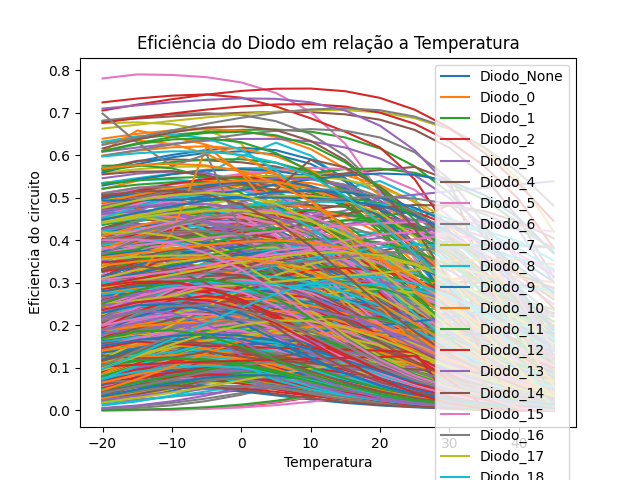 Eficiência do Diodo em relação a Temperatura
Eficiencia do circuito
0.8
0.7
0.6
0.5
0.4
0.3
0.2
0.1
0.0
−20
−10
0
10
20
30
40
Temperatura
Diodo_None
Diodo_0
Diodo_1
Diodo_2
Diodo_3
Diodo_4
Diodo_5
Diodo_6
Diodo_7
Diodo_8
Diodo_9
Diodo_10
Diodo_11
Diodo_12
Diodo_13
Diodo_14
Diodo_15
Diodo_16
Diodo_17
Diodo_18